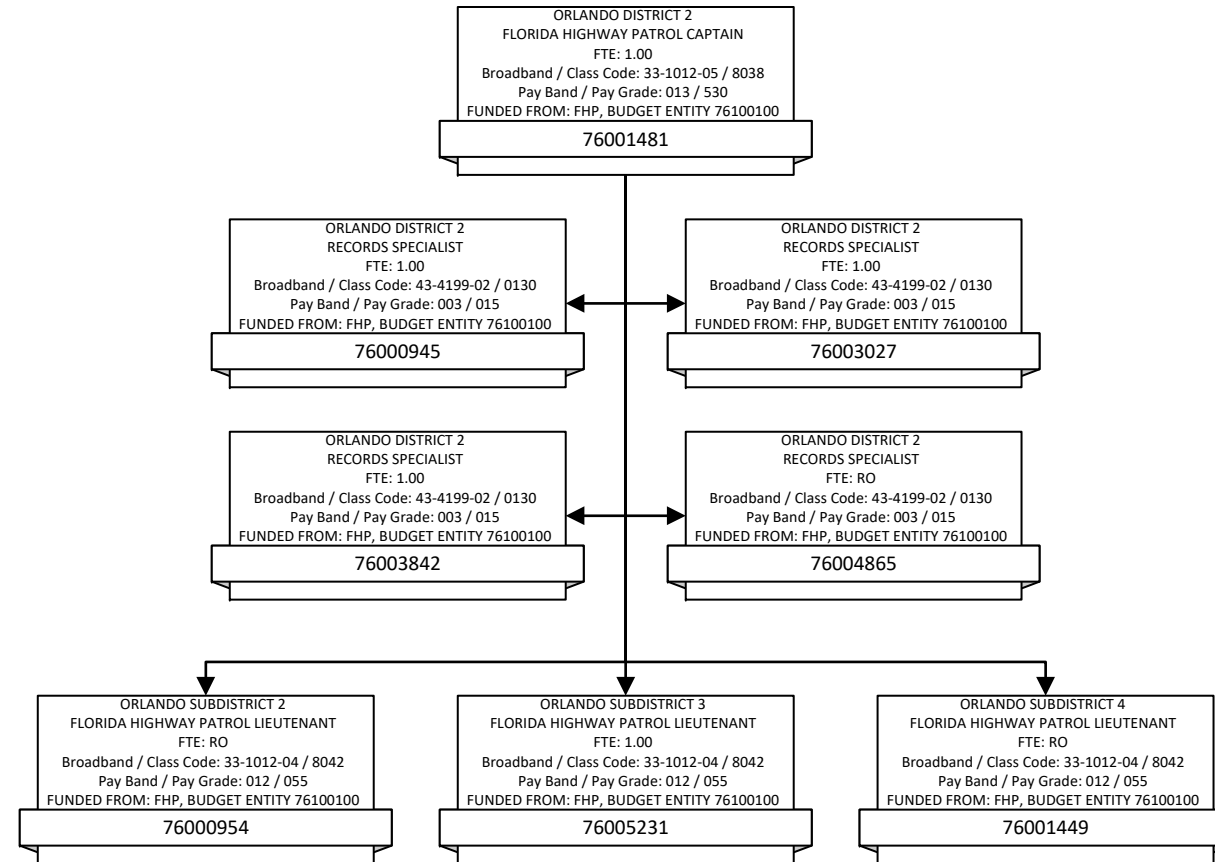 ORLANDO DISTRICT 2
FLORIDA HIGHWAY PATROL CAPTAIN
FTE: 1.00
Broadband / Class Code: 33-1012-05 / 8038
Pay Band / Pay Grade: 013 / 530
FUNDED FROM: FHP, BUDGET ENTITY 76100100
76001481
ORLANDO DISTRICT 2
RECORDS SPECIALIST
FTE: 1.00
Broadband / Class Code: 43-4199-02 / 0130
Pay Band / Pay Grade: 003 / 015
FUNDED FROM: FHP, BUDGET ENTITY 76100100
76000945
ORLANDO DISTRICT 2
RECORDS SPECIALIST
FTE: 1.00
Broadband / Class Code: 43-4199-02 / 0130
Pay Band / Pay Grade: 003 / 015
FUNDED FROM: FHP, BUDGET ENTITY 76100100
76003027
ORLANDO DISTRICT 2
RECORDS SPECIALIST
FTE: 1.00
Broadband / Class Code: 43-4199-02 / 0130
Pay Band / Pay Grade: 003 / 015
FUNDED FROM: FHP, BUDGET ENTITY 76100100
76003842
ORLANDO DISTRICT 2
RECORDS SPECIALIST
FTE: RO
Broadband / Class Code: 43-4199-02 / 0130
Pay Band / Pay Grade: 003 / 015
FUNDED FROM: FHP, BUDGET ENTITY 76100100
76004865
ORLANDO SUBDISTRICT 2
FLORIDA HIGHWAY PATROL LIEUTENANT
FTE: RO
Broadband / Class Code: 33-1012-04 / 8042
Pay Band / Pay Grade: 012 / 055
FUNDED FROM: FHP, BUDGET ENTITY 76100100
76000954
ORLANDO SUBDISTRICT 3
FLORIDA HIGHWAY PATROL LIEUTENANT
FTE: 1.00
Broadband / Class Code: 33-1012-04 / 8042
Pay Band / Pay Grade: 012 / 055
FUNDED FROM: FHP, BUDGET ENTITY 76100100
76005231
ORLANDO SUBDISTRICT 4
FLORIDA HIGHWAY PATROL LIEUTENANT
FTE: RO
Broadband / Class Code: 33-1012-04 / 8042
Pay Band / Pay Grade: 012 / 055
FUNDED FROM: FHP, BUDGET ENTITY 76100100
76001449